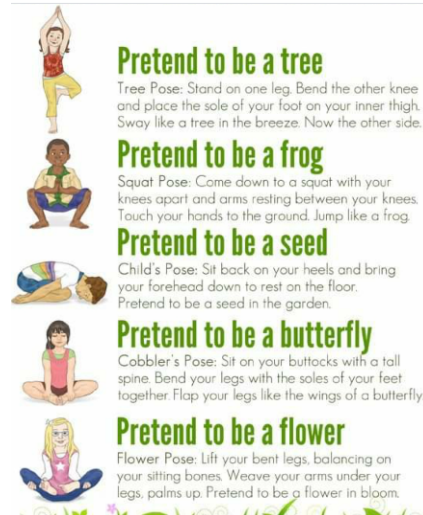 Pretend to be a tree
Tree Pose: Stand on one leg. Bend the other knee
and place the sole of your foot on your inner thigh.
Sway like a tree in the breeze. Now the other side.
Pretend to be a frog
Squat Pose: Come down to a squat with your
knees apart and arms resting between your knees.
Touch your hands to the ground. Jump like a frog.
Pretend to be a seed
Child's Pose: Sit back on your heels and bring
your forehead down to rest on the floor.
Pretend to be a seed in the garden.
Pretend to be a butterfly
Cobbler's Pose: Sit on your buttocks with a tall
spine. Bend your legs with the soles of your feet
together. Flap your legs like the wings of a butterfly
Pretend to be a flower
Flower Pose: Lift your bent legs, balancing on
your sitting bones. Weave your arms under your
legs, palms up. Pretend to be a flower in bloom.